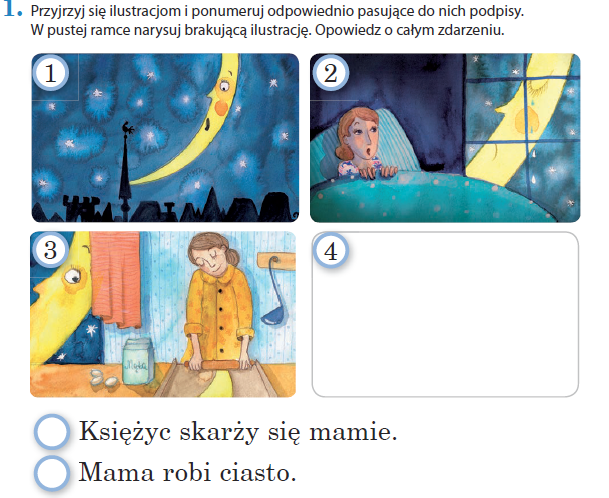 1. Przyjrzyj się ilustracjom i ponumeruj odpowiednio pasujące do nich podpisy.
W pustej ramce narysuj brakującą ilustrację. Opowiedz o całym zdarzeniu.
1
2
3
4
Mąka
Księżyc skarży się mamie.
Mama robi ciasto.